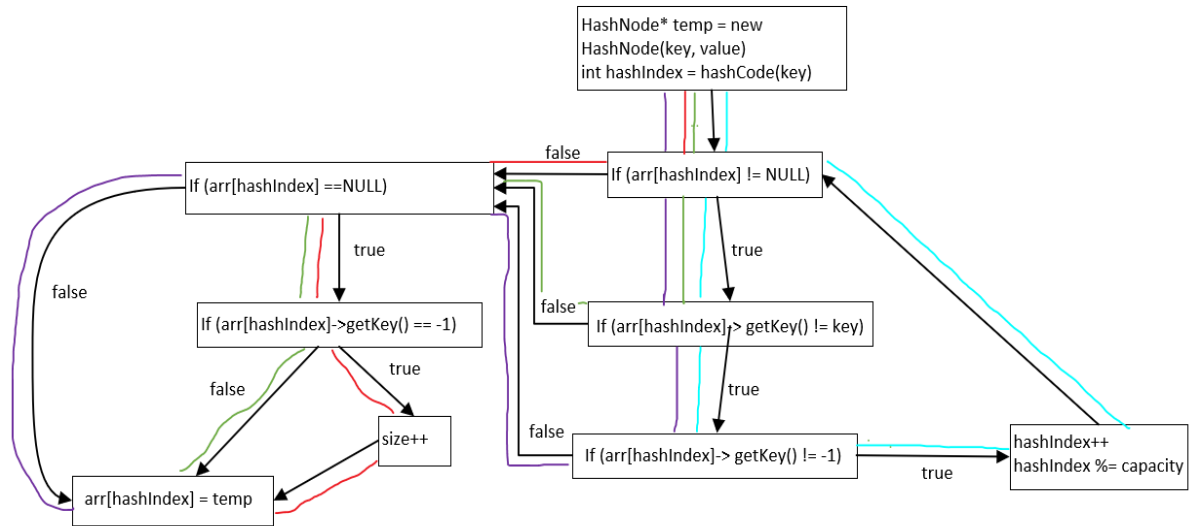 HashNode* temp = new
HashNode(key, value)
int hashIndex = hashCode(key)
false
If (arr[hashIndex] ==NULL)
If (arr[hashIndex] != NULL)
true
true
false
false
If (arr[hashIndex]->getKey() == -1)
If (arr[hashIndex]-> getKey() != key)
false
true
true
false
size++
If (arr[hashIndex]-> getKey() != -1)
true
hashIndex++
hashIndex %= capacity
arr[hashIndex] = temp